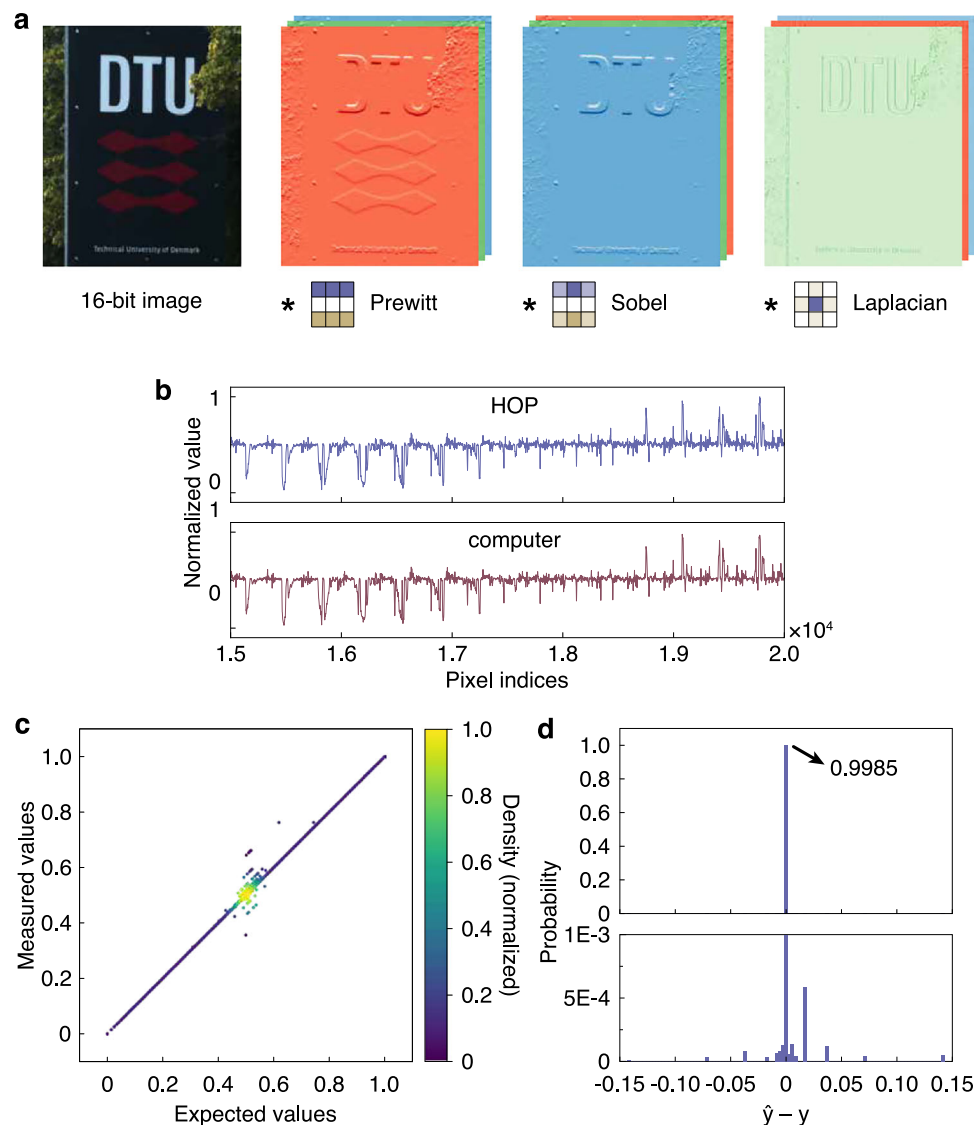 a
DTU
Technical University of Denmark
16-bit image
* Prewitt
* Sobel
* Laplacian
b
Normalized value
1
0
HOP
1
0
computer
1.5 1.6 1.7 1.8 1.9 2.0
×10⁴
Pixel indices
c
Measured values
1.0
0.8
0.6
0.4
0.2
0
0 0.2 0.4 0.6 0.8 1.0
Expected values
1.0
0.8
0.6
0.4
0.2
0
Density (normalized)
d
Probability
1.0
0.8
0.6
0.4
0.2
0
0.9985
1E-3
5E-4
0
-0.15 -0.10 -0.05 0 0.05 0.10 0.15
ŷ – y